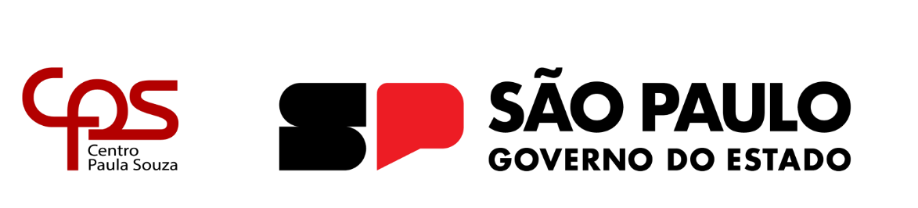 cps
Centro
Paula Souza
SP
SÃO PAULO
GOVERNO DO ESTADO